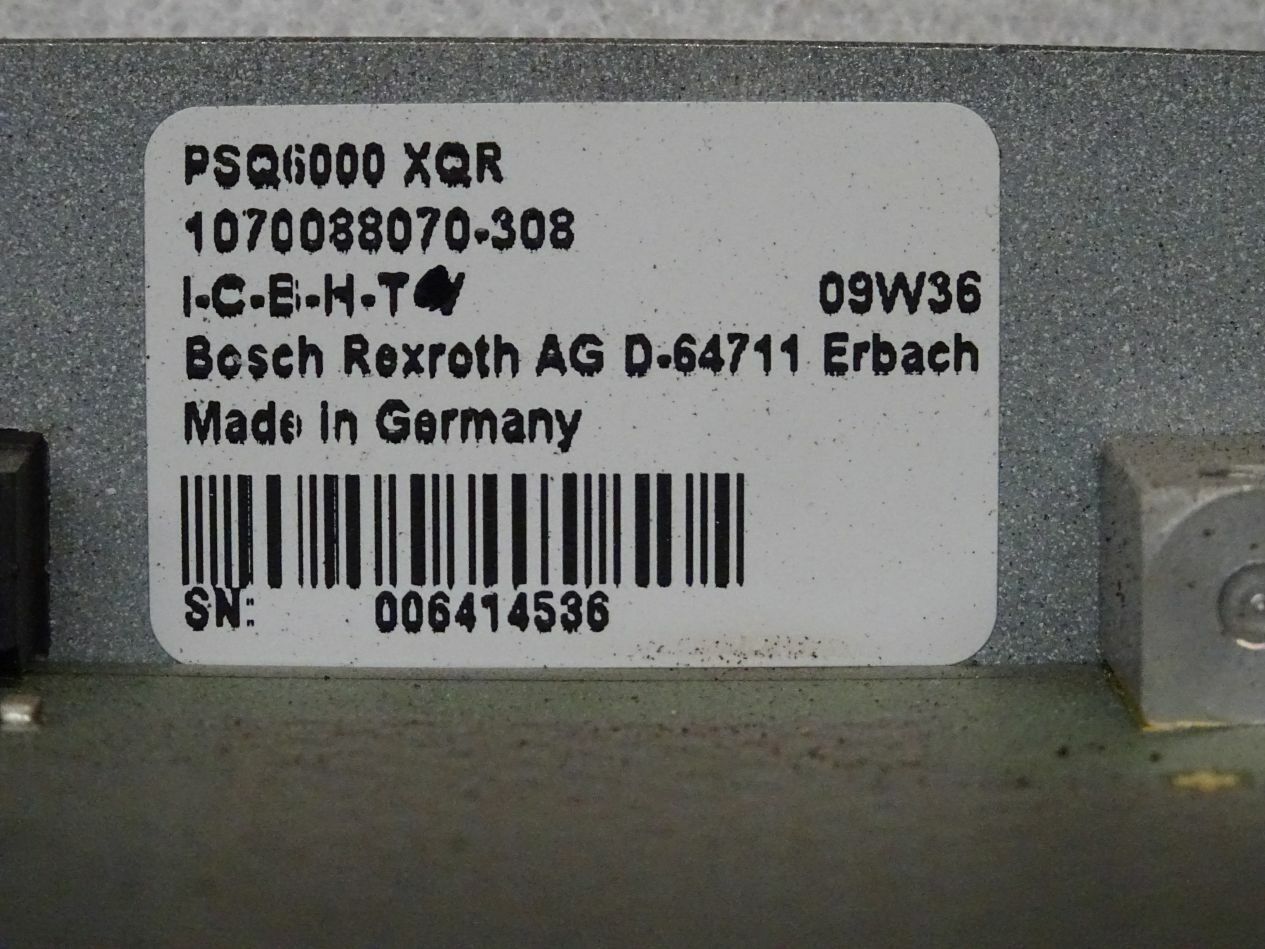 PSQ6000 XQR
1070088070-308
I-C-E-H-T
09W36
Bosch Rexroth AG D-64711 Erbach
Made in Germany
SN: 006414536